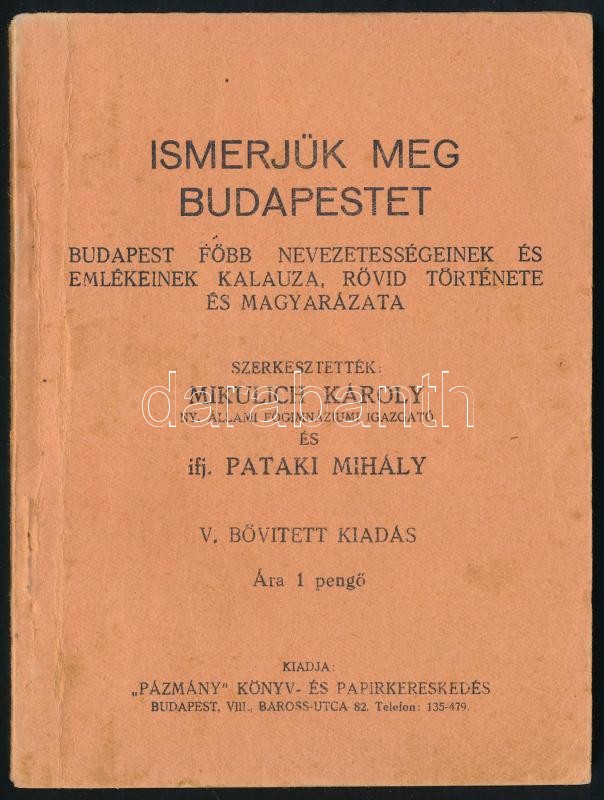 ISMERJÜK MEG
BUDAPESTET
BUDAPEST FŐBB NEVEZETESSÉGEINEK ÉS
EMLÉKEINEK KALAUZA, RÖVID TÖRTÉNETE
ÉS MAGYARÁZATA
SZERKESZTETTÉK:
MIKULICH KÁROLY
NY. ÁLLAMI FŐGIMNÁZIUMI IGAZGATÓ
darabanth
ÉS
ifj. PATAKI MIHÁLY
V. BŐVITETT KIADÁS
Ára 1 pengő
KIADJA:
„PÁZMÁNY" KÖNYV- ÉS PAPIRKERESKEDÉS
BUDAPEST, VIII., BAROSS-UTCA 82. Telefon: 135-479.